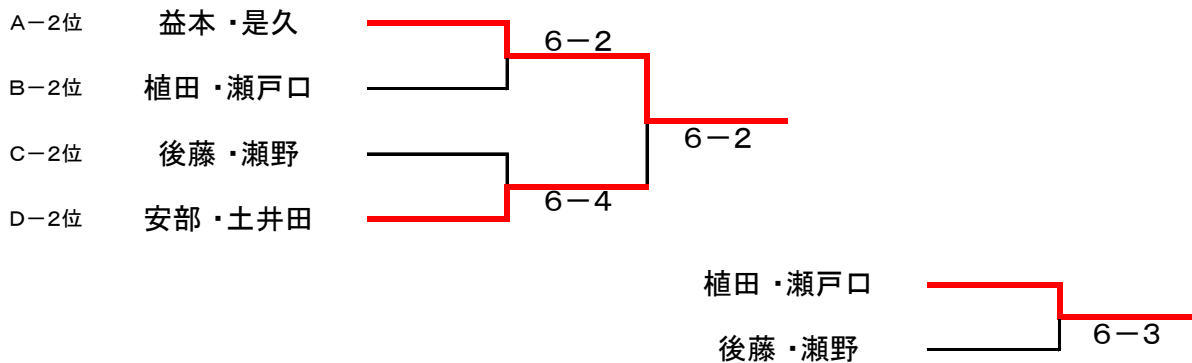 A－2位 益本・是久
6－2
B－2位 植田・瀬戸口
6－2
C－2位 後藤・瀬野
6－4
D－2位 安部・土井田
植田・瀬戸口
6－3
後藤・瀬野